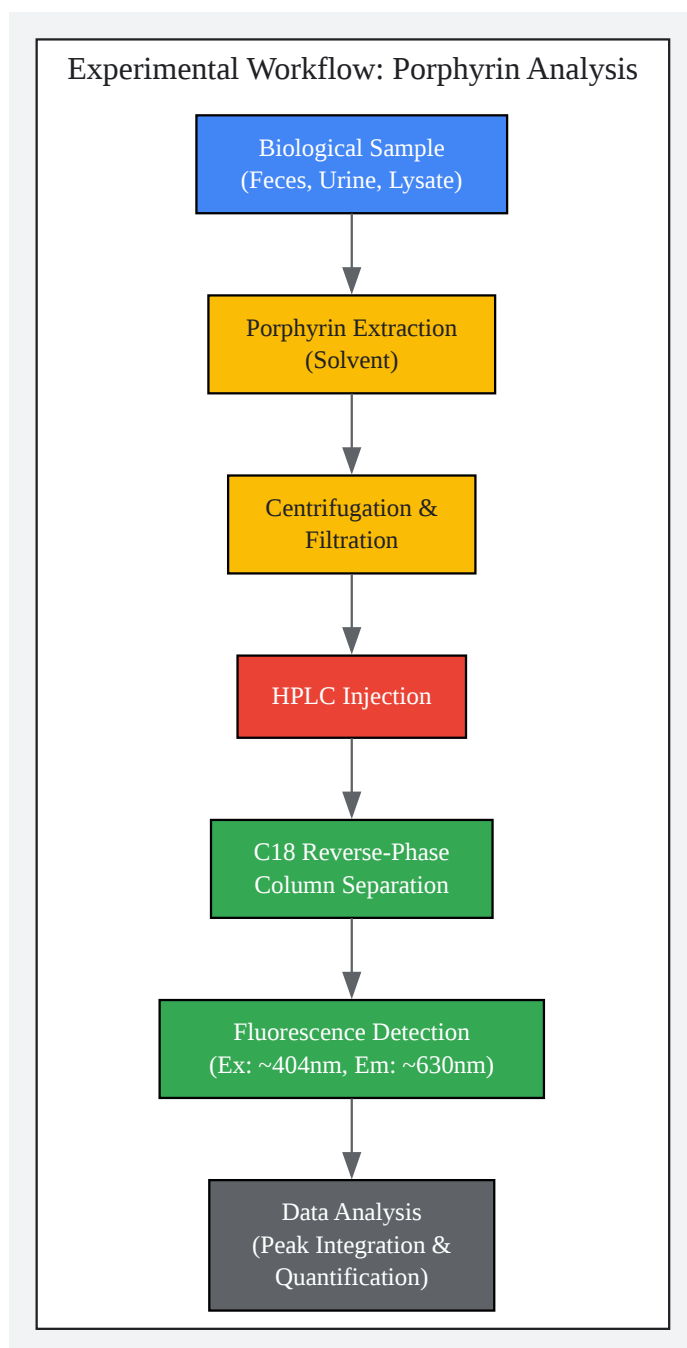 Experimental Workflow: Porphyrin Analysis
Biological Sample
(Feces, Urine, Lysate)
Porphyrin Extraction
(Solvent)
Centrifugation &
Filtration
HPLC Injection
C18 Reverse-Phase
Column Separation
Fluorescence Detection
(Ex: ~404nm, Em: ~630nm)
Data Analysis
(Peak Integration &
Quantification)